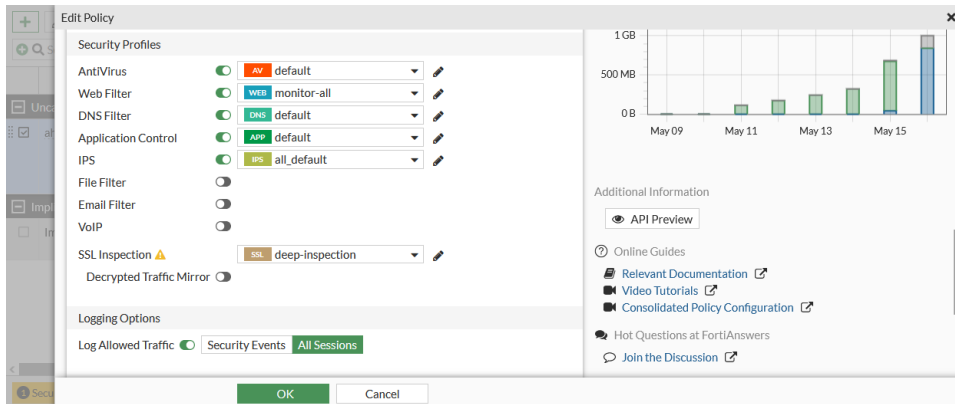 Edit Policy
Security Profiles
AntiVirus AV default
Web Filter WEB monitor-all
DNS Filter DNS default
Application Control APP default
IPS IPS all_default
File Filter
Email Filter
VoIP
SSL Inspection SSL deep-inspection
Decrypted Traffic Mirror
Logging Options
Log Allowed Traffic Security Events All Sessions
OK Cancel
1 GB
500 MB
0 B
May 09 May 11 May 13 May 15
Additional Information
API Preview
Online Guides
Relevant Documentation
Video Tutorials
Consolidated Policy Configuration
Hot Questions at FortiAnswers
Join the Discussion